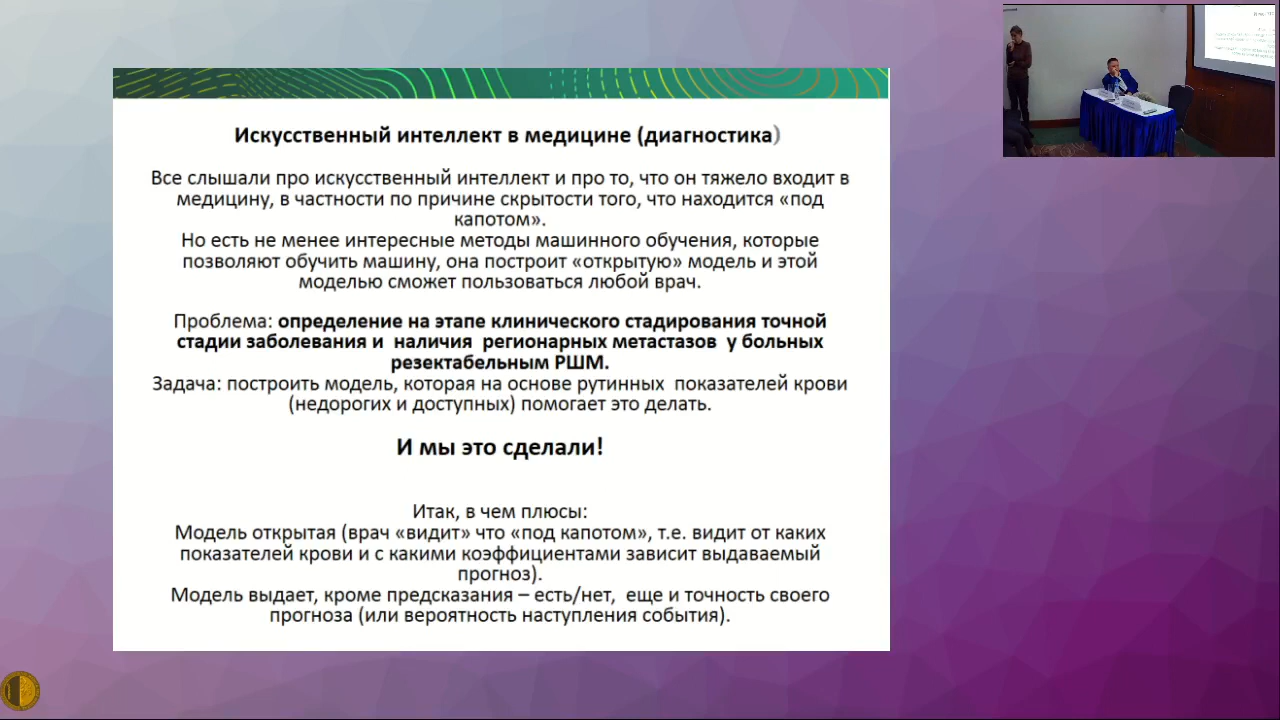 Искусственный интеллект в медицине (диагностика)
Все слышали про искусственный интеллект и про то, что он тяжело входит в
медицину, в частности по причине скрытости того, что находится «под
капотом».
Но есть не менее интересные методы машинного обучения, которые
позволяют обучить машину, она построит «открытую» модель и этой
моделью сможет пользоваться любой врач.
Проблема: определение на этапе клинического стадирования точной
стадии заболевания и наличия регионарных метастазов у больных
резектабельным РШМ.
Задача: построить модель, которая на основе рутинных показателей крови
(недорогих и доступных) помогает это делать.
И мы это сделали!
Итак, в чем плюсы:
Модель открытая (врач «видит» что «под капотом», т.е. видит от каких
показателей крови и с какими коэффициентами зависит выдаваемый
прогноз).
Модель выдает, кроме предсказания – есть/нет, еще и точность своего
прогноза (или вероятность наступления события).